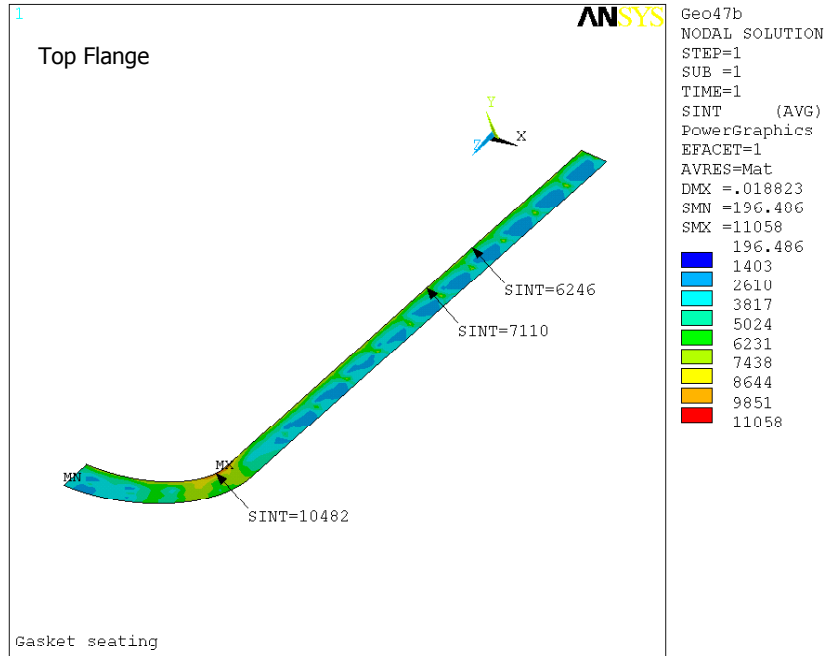 1
ANSYS
Top Flange
Y
X
Z
SINT=6246
SINT=7110
MX
MN
SINT=10482
Gasket seating
Geo47b
NODAL SOLUTION
STEP=1
SUB =1
TIME=1
SINT (AVG)
PowerGraphics
EFACET=1
AVRES=Mat
DMX =.018823
SMN =196.486
SMX =11058
196.486
1403
2610
3817
5024
6231
7438
8644
9851
11058